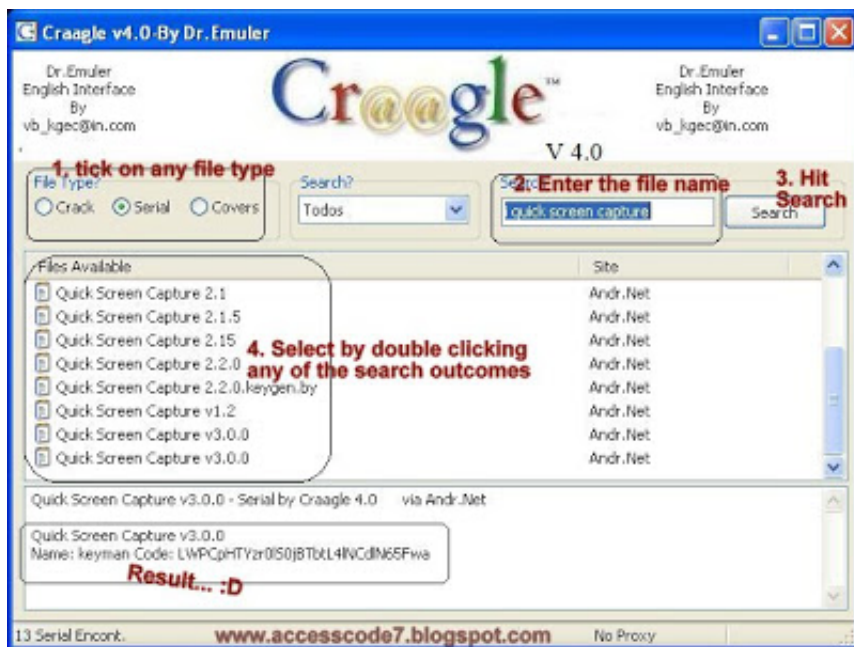 Craagle v4.0-By Dr.Emuler
Dr.Emuler
English Interface
By
vb_kgec@in.com
Cr@@gle™
V 4.0
Dr.Emuler
English Interface
By
vb_kgec@in.com
1. tick on any file type
File Type?
Crack Serial Covers
Search?
Todos
2. Enter the file name
quick screen capture
3. Hit
Search
Search
Files Available Site
Quick Screen Capture 2.1 Andr.Net
Quick Screen Capture 2.1.5 Andr.Net
Quick Screen Capture 2.15 Andr.Net
Quick Screen Capture 2.2.0 Andr.Net
Quick Screen Capture 2.2.0.keygen.by Andr.Net
Quick Screen Capture v1.2 Andr.Net
Quick Screen Capture v3.0.0 Andr.Net
Quick Screen Capture v3.0.0 Andr.Net
4. Select by double clicking
any of the search outcomes
Quick Screen Capture v3.0.0 - Serial by Craagle 4.0 via Andr.Net
Quick Screen Capture v3.0.0
Name: keyman Code:
Result... :D
13 Serial Encont. www.accesscode7.blogspot.com No Proxy